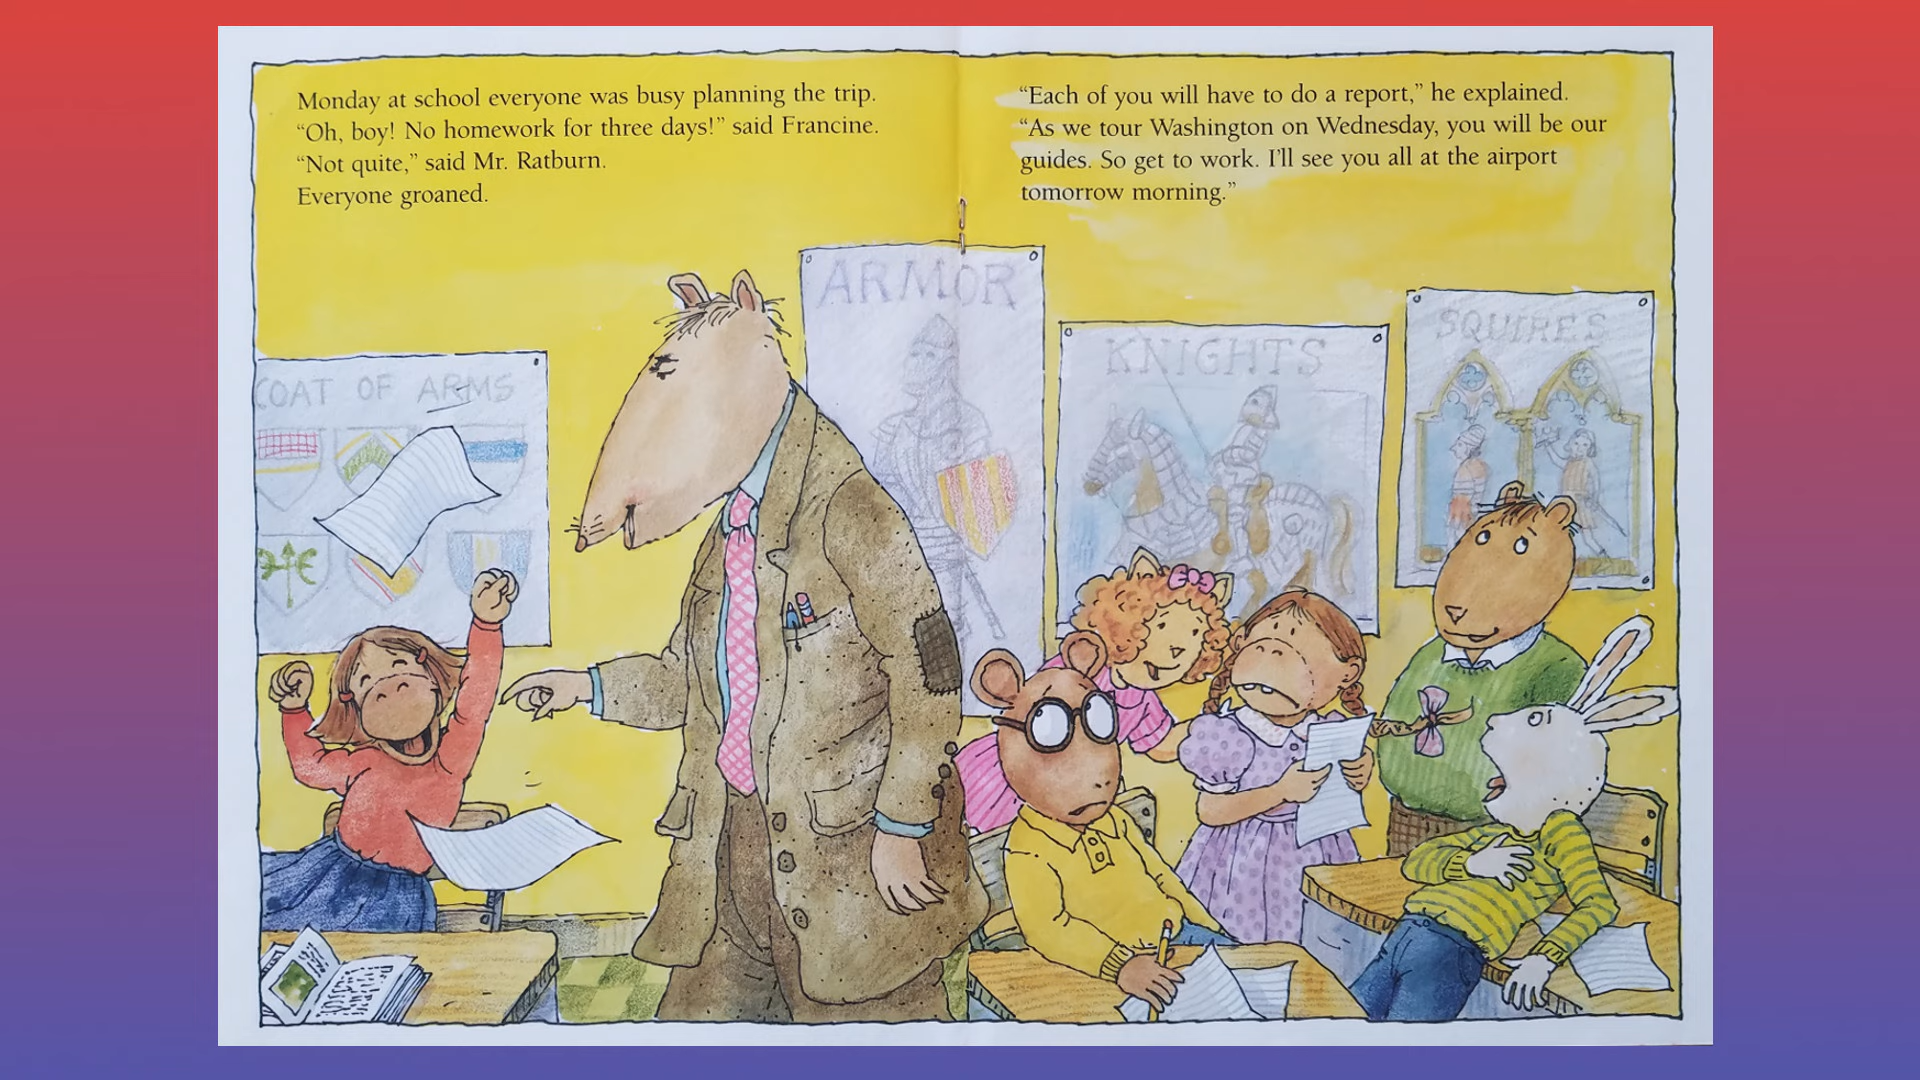 Monday at school everyone was busy planning the trip.
“Oh, boy! No homework for three days!” said Francine.
“Not quite,” said Mr. Ratburn.
Everyone groaned.
“Each of you will have to do a report,” he explained.
“As we tour Washington on Wednesday, you will be our
guides. So get to work. I’ll see you all at the airport
tomorrow morning.”
COAT OF ARMS
ARMOR
KNIGHTS
SQUIRES